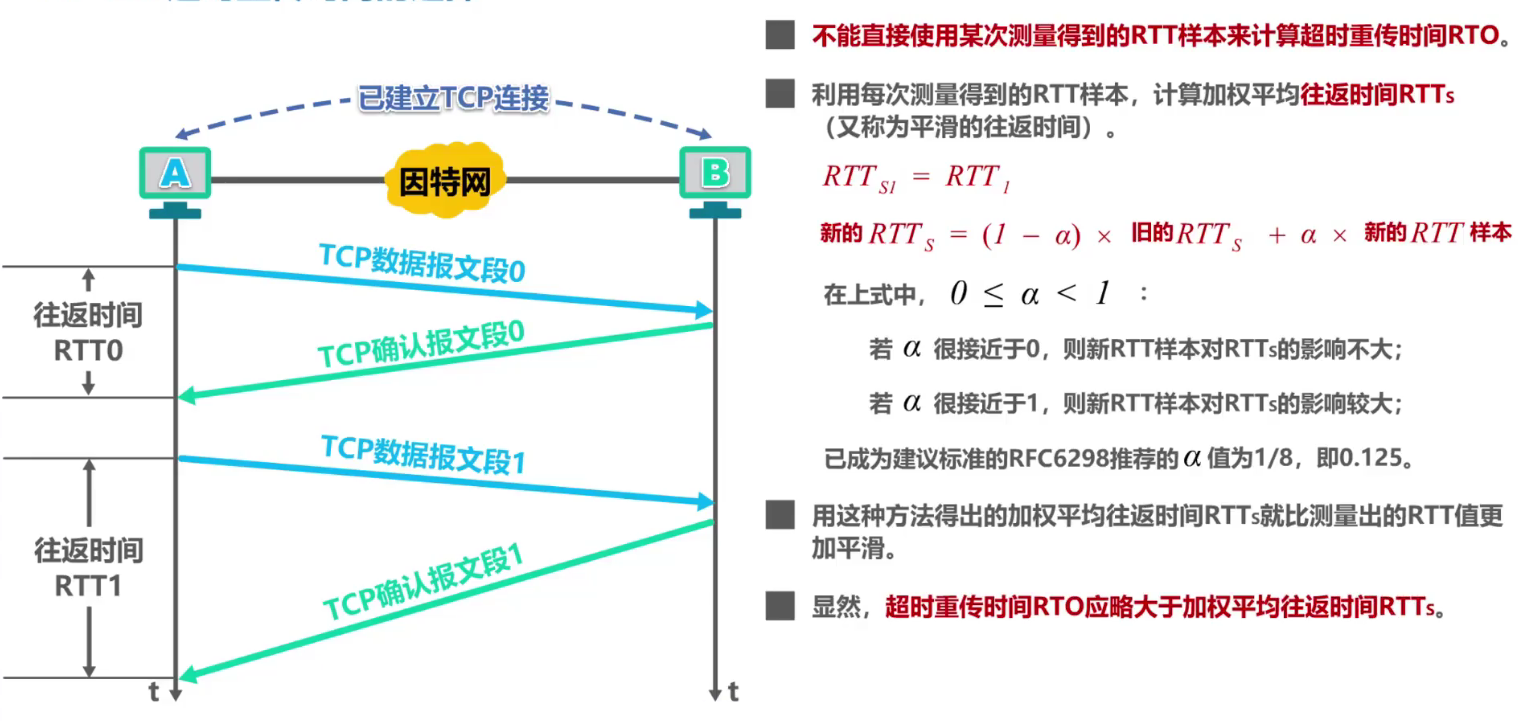 已建立TCP连接
A
因特网
B
TCP数据报文段0
往返时间
RTT0
TCP确认报文段0
TCP数据报文段1
往返时间
RTT1
TCP确认报文段1
t
t
不能直接使用某次测量得到的RTT样本来计算超时重传时间RTO。
利用每次测量得到的RTT样本，计算加权平均往返时间RTTs
（又称为平滑的往返时间）。
RTT S1 = RTT 1
新的 RTT S = (1 - α) × 旧的 RTT S + α × 新的 RTT 样本
在上式中， 0 ≤ α < 1 ：
若 α 很接近于0，则新RTT样本对RTTs的影响不大；
若 α 很接近于1，则新RTT样本对RTTs的影响较大；
已成为建议标准的RFC6298推荐的 α 值为1/8，即0.125。
用这种方法得出的加权平均往返时间RTTs就比测量出的RTT值更
加平滑。
显然，超时重传时间RTO应略大于加权平均往返时间RTTs。